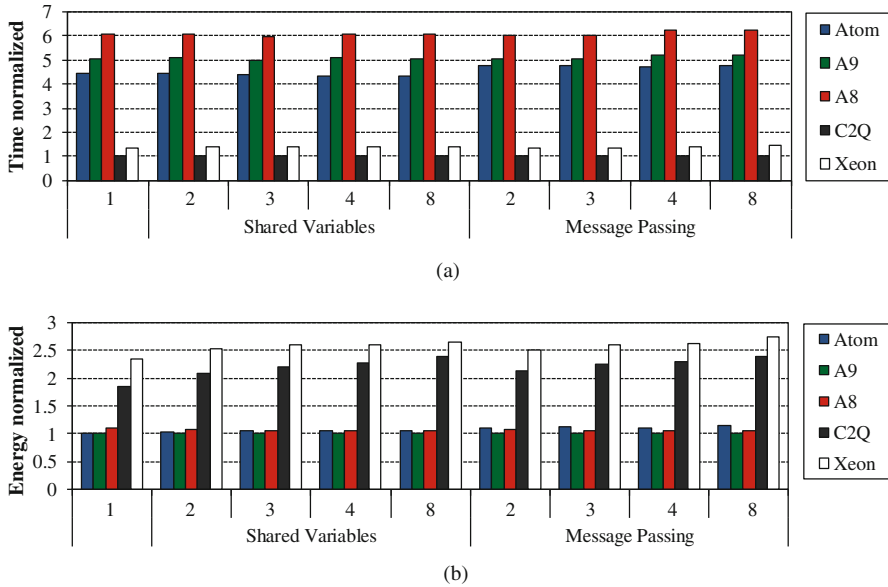 Time normalized
7
6
5
4
3
2
1
0
1 2 3 4 8 2 3 4 8
Shared Variables Message Passing
Atom
A9
A8
C2Q
Xeon
(a)
Energy normalized
3
2.5
2
1.5
1
0.5
0
1 2 3 4 8 2 3 4 8
Shared Variables Message Passing
Atom
A9
A8
C2Q
Xeon
(b)